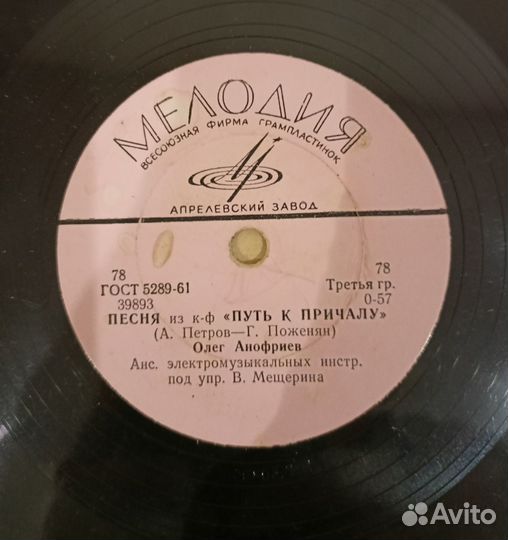 МЕЛОДИЯ
ВСЕСОЮЗНАЯ ФИРМА ГРАМПЛАСТИНОК
АПРЕЛЕВСКИЙ ЗАВОД
78 78
ГОСТ 5289-61 Третья гр.
39893 0-57
ПЕСНЯ из к-ф «ПУТЬ К ПРИЧАЛУ»
(А. Петров—Г. Поженян)
Олег Анофриев
Анс. электромузыкальных инстр.
под упр. В. Мещерина
Avito